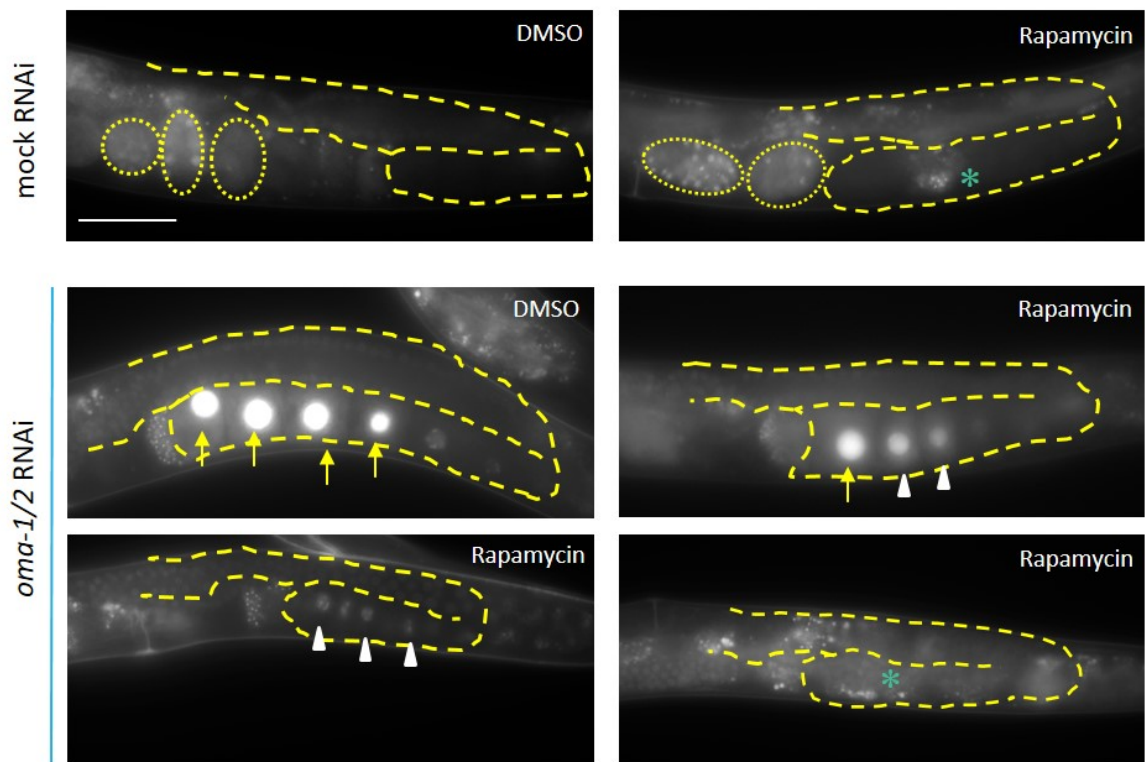 mock RNAi
DMSO
Rapamycin
*
oma-1/2 RNAi
DMSO
Rapamycin
Rapamycin
Rapamycin
*